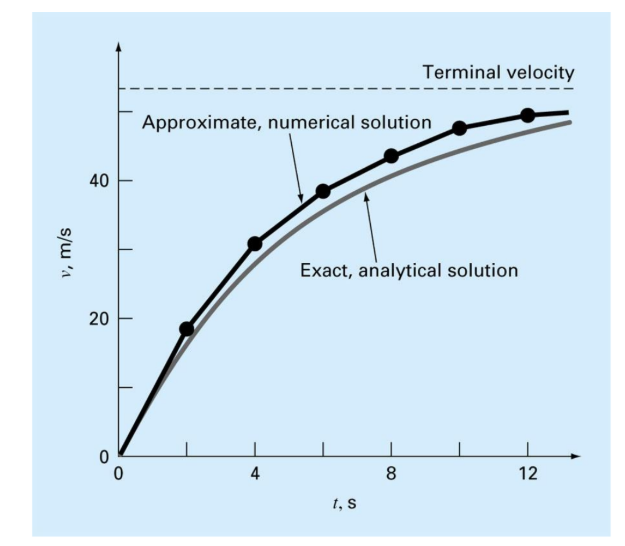 Terminal velocity
Approximate, numerical solution
40
v, m/s
Exact, analytical solution
20
0
0 4 8 12
t, s